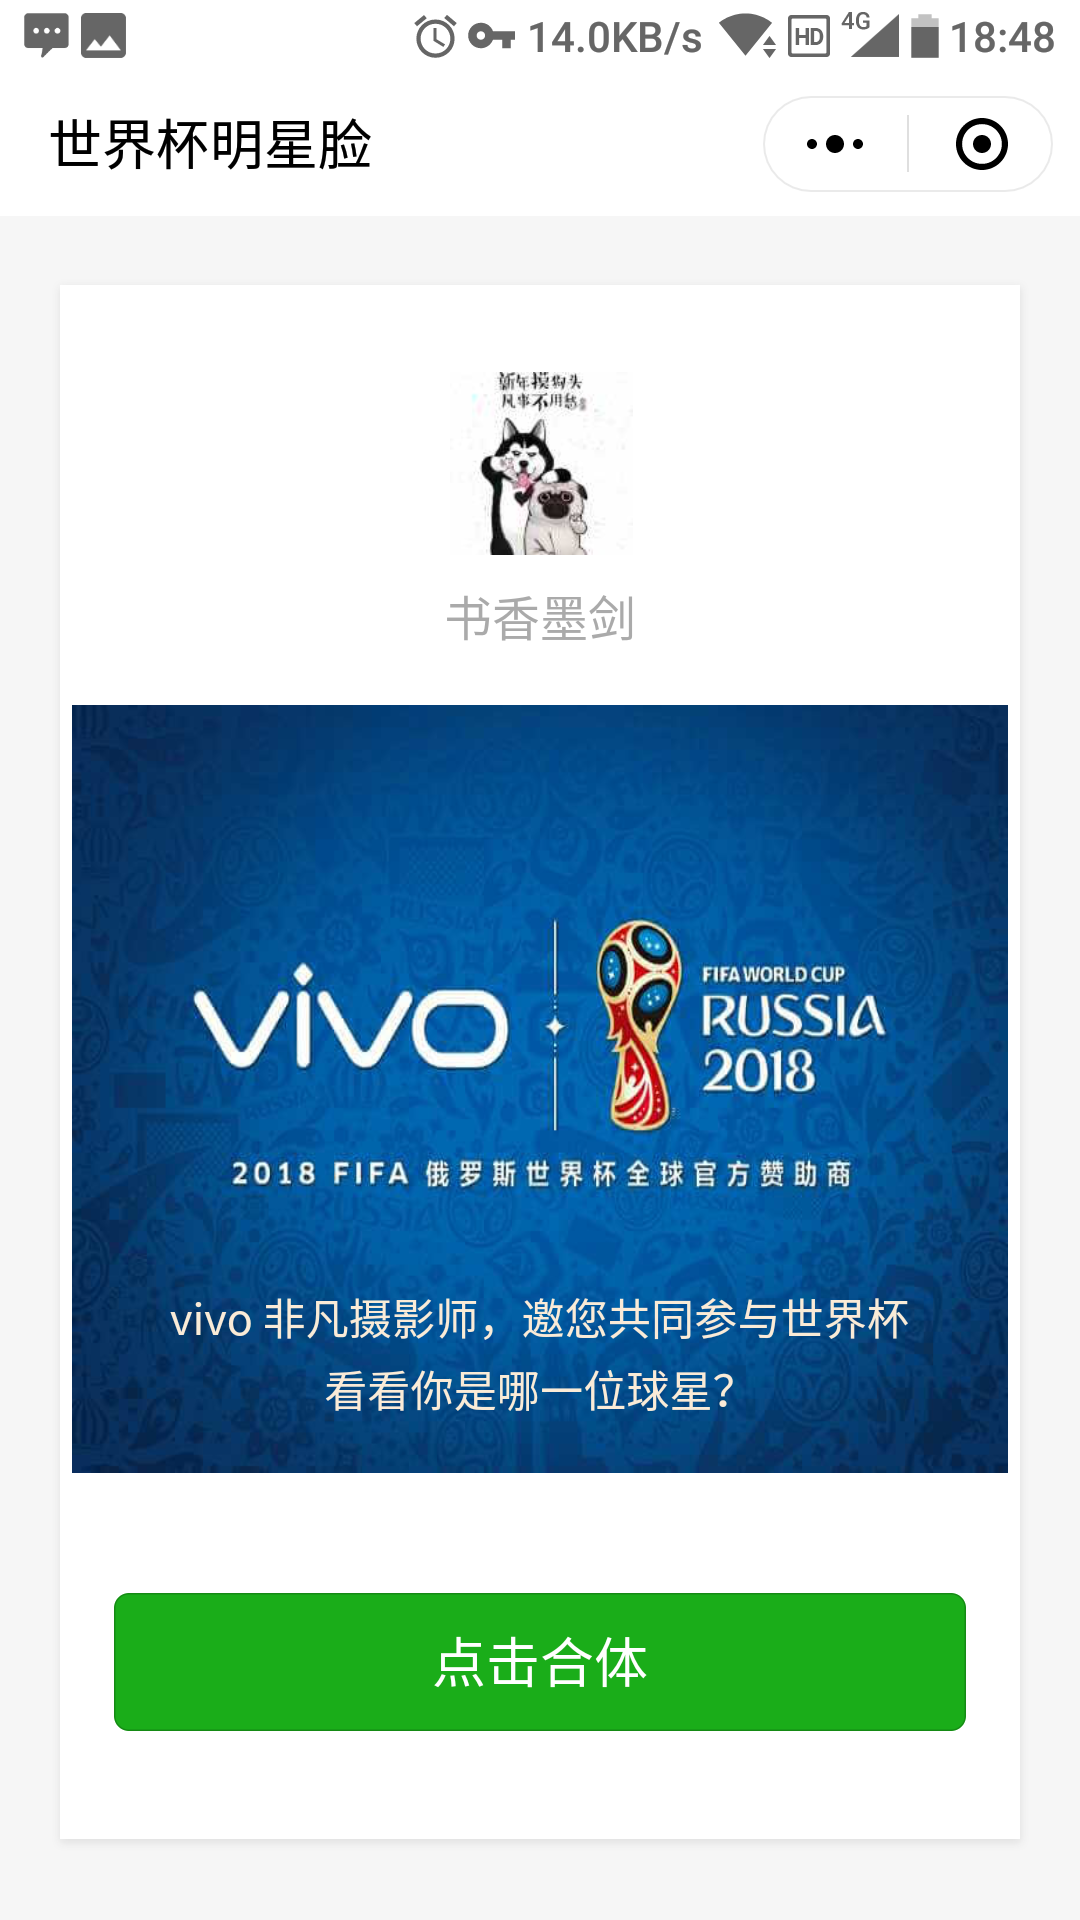 14.0KB/s HD 4G 18:48
世界杯明星脸
新年摸狗头
凡事不用愁
书香墨剑
vivo
FIFA WORLD CUP
RUSSIA
2018
2018 FIFA 俄罗斯世界杯全球官方赞助商
vivo 非凡摄影师，邀您共同参与世界杯
看看你是哪一位球星？
点击合体